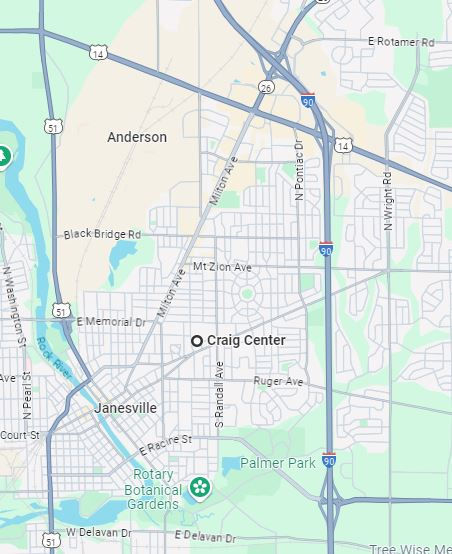 26
E Rotamer Rd
14
26
90
51
14
Anderson
Milton Ave
N Pontiac Dr
N Wright Rd
Black Bridge Rd
90
Mt Zion Ave
N Washington St
Milton Ave
51
E Memorial Dr
Craig Center
Rock River
Ave
N Pearl St
S Randall Ave
Ruger Ave
Janesville
Court St
E Racine St
90
Palmer Park
Rotary
Botanical
Gardens
W Delavan Dr
E Delavan Dr
51
Tree Wise Me